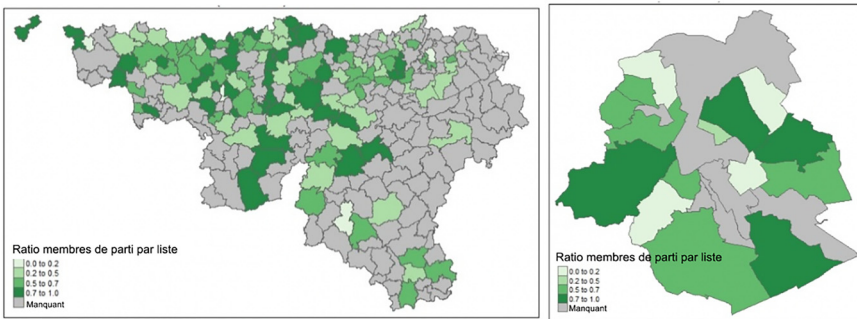 Ratio membres de parti par liste
0.0 to 0.2
0.2 to 0.5
0.5 to 0.7
0.7 to 1.0
Manquant
Ratio membres de parti par liste
0.0 to 0.2
0.2 to 0.5
0.5 to 0.7
0.7 to 1.0
Manquant